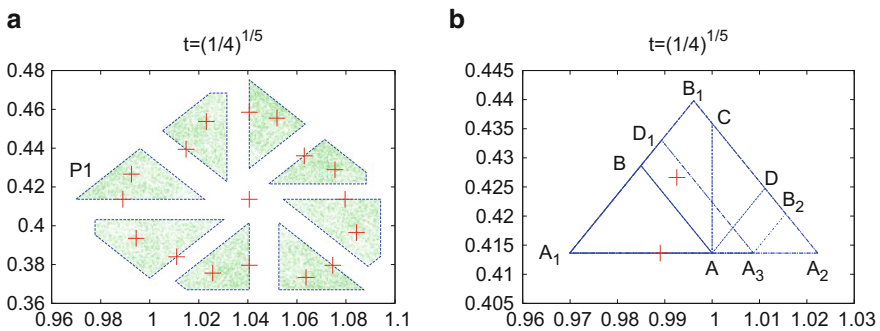 a
t=(1/4)^1/5
0.48
0.46
0.44
0.42
0.4
0.38
0.36
P1
0.96 0.98 1 1.02 1.04 1.06 1.08 1.1
b
t=(1/4)^1/5
0.445
0.44
0.435
0.43
0.425
0.42
0.415
0.41
0.405
B1
C
D1
B
D
B2
A1
A
A3
A2
0.96 0.97 0.98 0.99 1 1.01 1.02 1.03